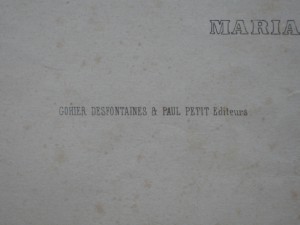 MARIA
GOHIER DESFONTAINES & PAUL PETIT Editeurs